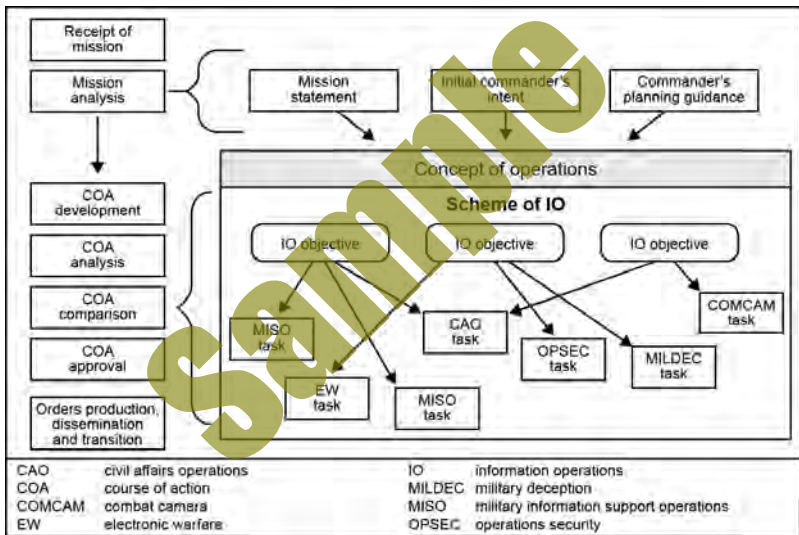 Receipt of
mission
Mission
analysis
COA
development
COA
analysis
COA
comparison
COA
approval
Orders production,
dissemination
and transition
Mission
statement
Initial commander's
intent
Commander's
planning guidance
Concept of operations
Scheme of IO
IO objective
IO objective
IO objective
MISO
task
EW
task
MISO
task
CAO
task
OPSEC
task
MILDEC
task
COMCAM
task
Sample
CAO civil affairs operations
COA course of action
COMCAM combat camera
EW electronic warfare
IO information operations
MILDEC military deception
MISO military information support operations
OPSEC operations security